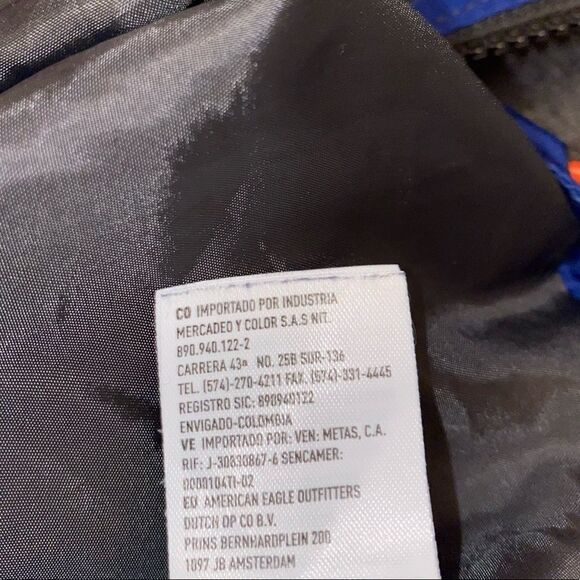 CO IMPORTADO POR INDUSTRIA
MERCADEO Y COLOR S.A.S NIT.
890.940.122-2
CARRERA 43ª NO. 25B SUR-136
TEL. (574)-270-4211 FAX. (574)-331-4445
REGISTRO SIC: 890940122
ENVIGADO-COLOMBIA
VE IMPORTADO POR: VEN: METAS, C.A.
RIF: J-30830867-6 SENCAMER:
0000104TI-02
EU AMERICAN EAGLE OUTFITTERS
DUTCH OP CO B.V.
PRINS BERNHARDPLEIN 200
1097 JB AMSTERDAM